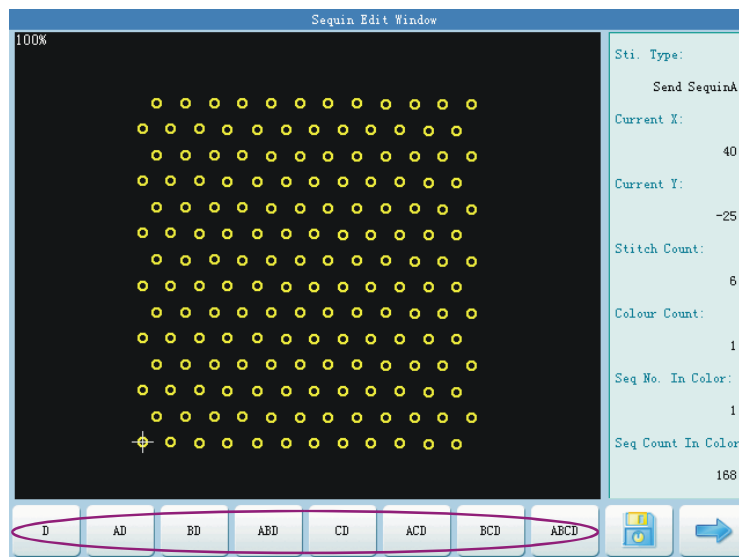 Sequin Edit Window
100%
Sti. Type:
Send SequinA
Current X:
40
Current Y:
-25
Stitch Count:
6
Colour Count:
1
Seq No. In Color:
1
Seq Count In Color
168
D AD BD ABD CD ACD BCD ABCD